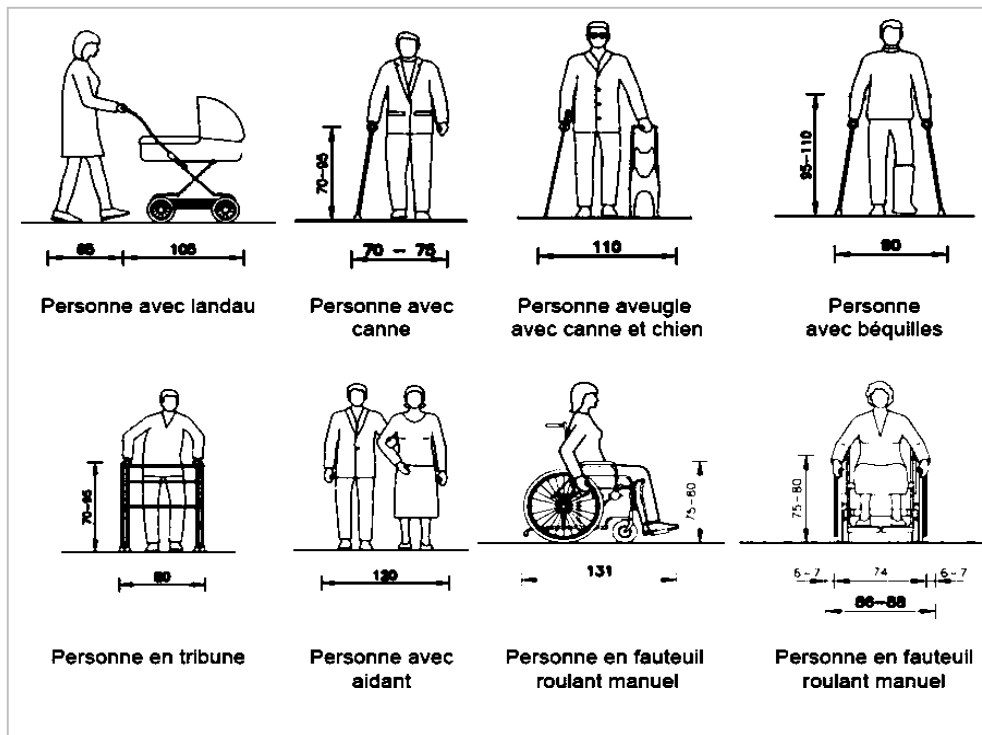 70-95
95-110
85 105
70 - 75
110
90
Personne avec landau
Personne avec
canne
Personne aveugle
avec canne et chien
Personne
avec béquilles
70-95
75-80
75-80
80
120
131
6-7 74 6-7
86-88
Personne en tribune
Personne avec
aidant
Personne en fauteuil
roulant manuel
Personne en fauteuil
roulant manuel